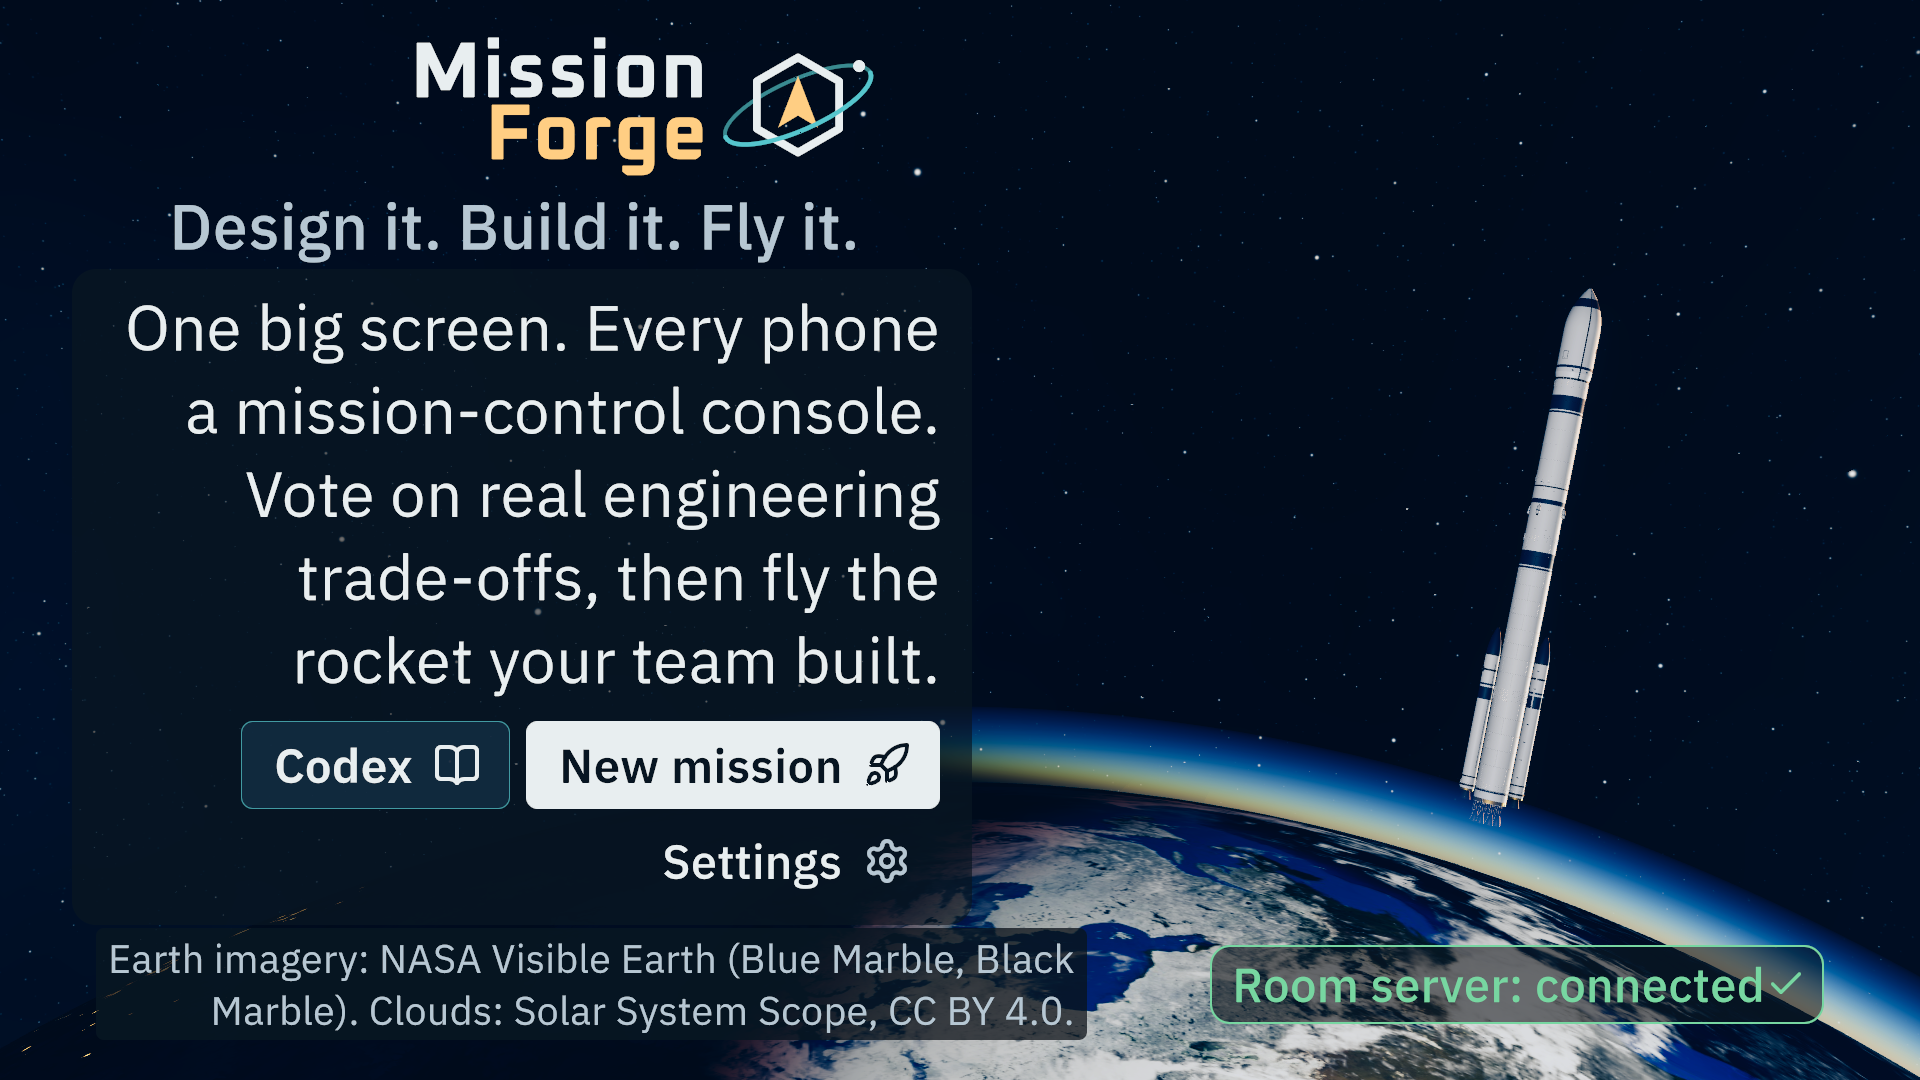 Mission
Forge
Design it. Build it. Fly it.
One big screen. Every phone
a mission-control console.
Vote on real engineering
trade-offs, then fly the
rocket your team built.
Codex
New mission
Settings
Earth imagery: NASA Visible Earth (Blue Marble, Black
Marble). Clouds: Solar System Scope, CC BY 4.0.
Room server: connected